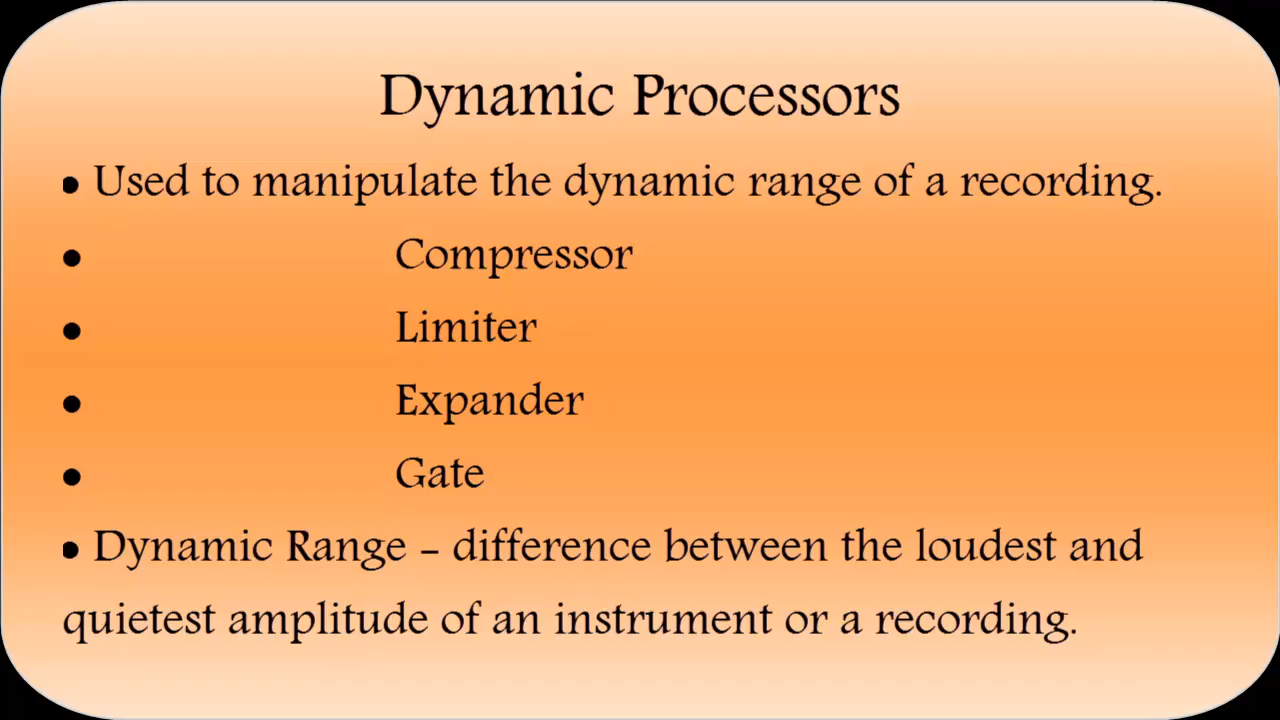 Dynamic Processors
• Used to manipulate the dynamic range of a recording.
• Compressor
• Limiter
• Expander
• Gate
• Dynamic Range – difference between the loudest and
quietest amplitude of an instrument or a recording.